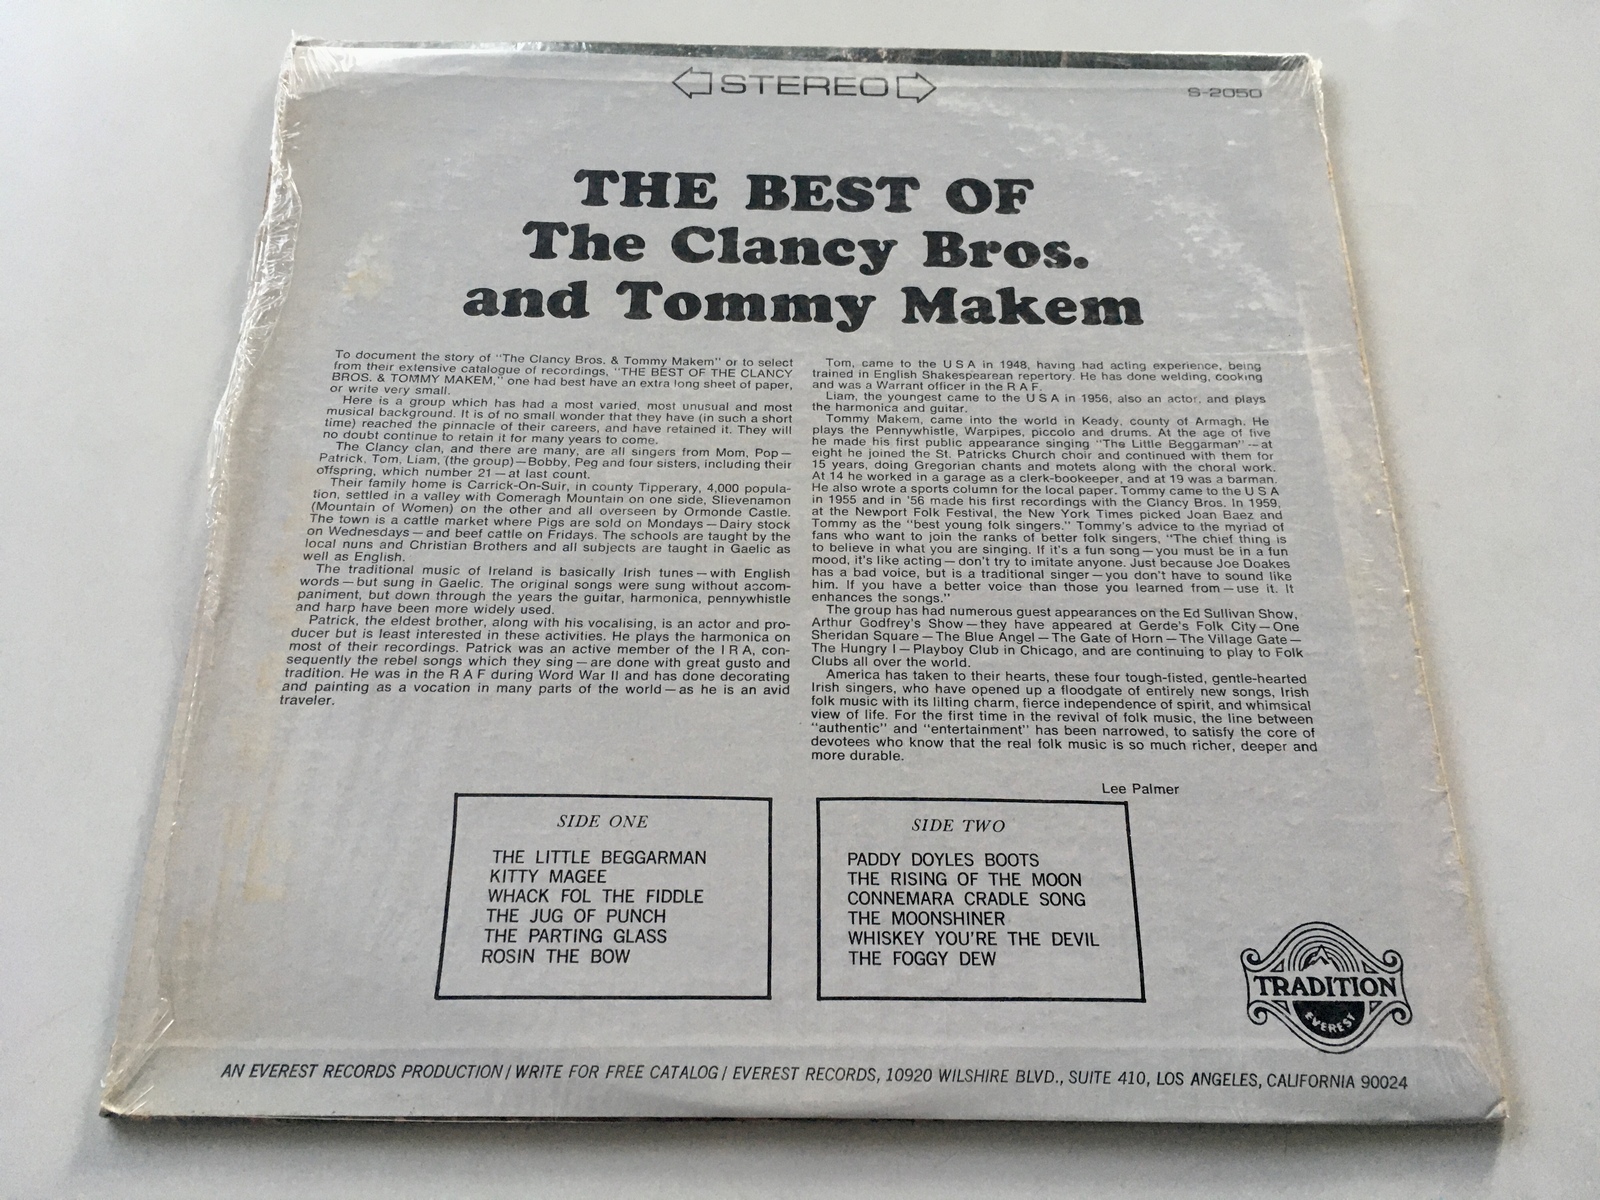 STEREO
S-2050
THE BEST OF
The Clancy Bros.
and Tommy Makem
To document the story of "The Clancy Bros. & Tommy Makem" or to select
from their extensive catalogue of recordings, "THE BEST OF THE CLANCY
BROS. & TOMMY MAKEM," one had best have an extra long sheet of paper,
or write very small.
Here is a group which has had a most varied, most unusual and most
musical background. It is of no small wonder that they have (in such a short
time) reached the pinnacle of their careers, and have retained it. They will
no doubt continue to retain it for many years to come.
The Clancy clan, and there are many, are all singers from Mom, Pop—
Patrick, Tom, Liam, (the group)—Bobby, Peg and four sisters, including their
offspring, which number 21—at last count.
Their family home is Carrick-On-Suir, in county Tipperary, 4,000 popula-
tion, settled in a valley with Comeragh Mountain on one side, Slievenamon
(Mountain of Women) on the other and all overseen by Ormonde Castle.
The town is a cattle market where Pigs are sold on Mondays—Dairy stock
on Wednesdays—and beef cattle on Fridays. The schools are taught by the
local nuns and Christian Brothers and all subjects are taught in Gaelic as
well as English.
The traditional music of Ireland is basically Irish tunes—with English
words—but sung in Gaelic. The original songs were sung without accom-
paniment, but down through the years the guitar, harmonica, pennywhistle
and harp have been more widely used.
Patrick, the eldest brother, along with his vocalising, is an actor and pro-
ducer but is least interested in these activities. He plays the harmonica on
most of their recordings. Patrick was an active member of the I R A, con-
sequently the rebel songs which they sing—are done with great gusto and
tradition. He was in the R A F during Word War II and has done decorating
and painting as a vocation in many parts of the world—as he is an avid
traveler.
Tom, came to the U S A in 1948, having had acting experience, being
trained in English Shakespearean repertory. He has done welding, cooking
and was a Warrant officer in the R A F.
Liam, the youngest came to the U S A in 1956, also an actor, and plays
the harmonica and guitar.
Tommy Makem, came into the world in Keady, county of Armagh. He
plays the Pennywhistle, Warpipes, piccolo and drums. At the age of five
he made his first public appearance singing "The Little Beggarman"—at
eight he joined the St. Patricks Church choir and continued with them for
15 years, doing Gregorian chants and motets along with the choral work.
At 14 he worked in a garage as a clerk-bookeeper, and at 19 was a barman.
He also wrote a sports column for the local paper. Tommy came to the U S A
in 1955 and in '56 made his first recordings with the Clancy Bros. In 1959,
at the Newport Folk Festival, the New York Times picked Joan Baez and
Tommy as the "best young folk singers." Tommy's advice to the myriad of
fans who want to join the ranks of better folk singers, "The chief thing is
to believe in what you are singing. If it's a fun song—you must be in a fun
mood, it's like acting—don't try to imitate anyone. Just because Joe Doakes
has a bad voice, but is a traditional singer—you don't have to sound like
him. If you have a better voice than those you learned from—use it. It
enhances the songs."
The group has had numerous guest appearances on the Ed Sullivan Show,
Arthur Godfrey's Show—they have appeared at Gerde's Folk City—One
Sheridan Square—The Blue Angel—The Gate of Horn—The Village Gate—
The Hungry I—Playboy Club in Chicago, and are continuing to play to Folk
Clubs all over the world.
America has taken to their hearts, these four tough-fisted, gentle-hearted
Irish singers, who have opened up a floodgate of entirely new songs, Irish
folk music with its lilting charm, fierce independence of spirit, and whimsical
view of life. For the first time in the revival of folk music, the line between
"authentic" and "entertainment" has been narrowed, to satisfy the core of
devotees who know that the real folk music is so much richer, deeper and
more durable.
Lee Palmer
SIDE ONE
THE LITTLE BEGGARMAN
KITTY MAGEE
WHACK FOL THE FIDDLE
THE JUG OF PUNCH
THE PARTING GLASS
ROSIN THE BOW
SIDE TWO
PADDY DOYLES BOOTS
THE RISING OF THE MOON
CONNEMARA CRADLE SONG
THE MOONSHINER
WHISKEY YOU'RE THE DEVIL
THE FOGGY DEW
TRADITION
EVEREST
AN EVEREST RECORDS PRODUCTION / WRITE FOR FREE CATALOG / EVEREST RECORDS, 10920 WILSHIRE BLVD., SUITE 410, LOS ANGELES, CALIFORNIA 90024